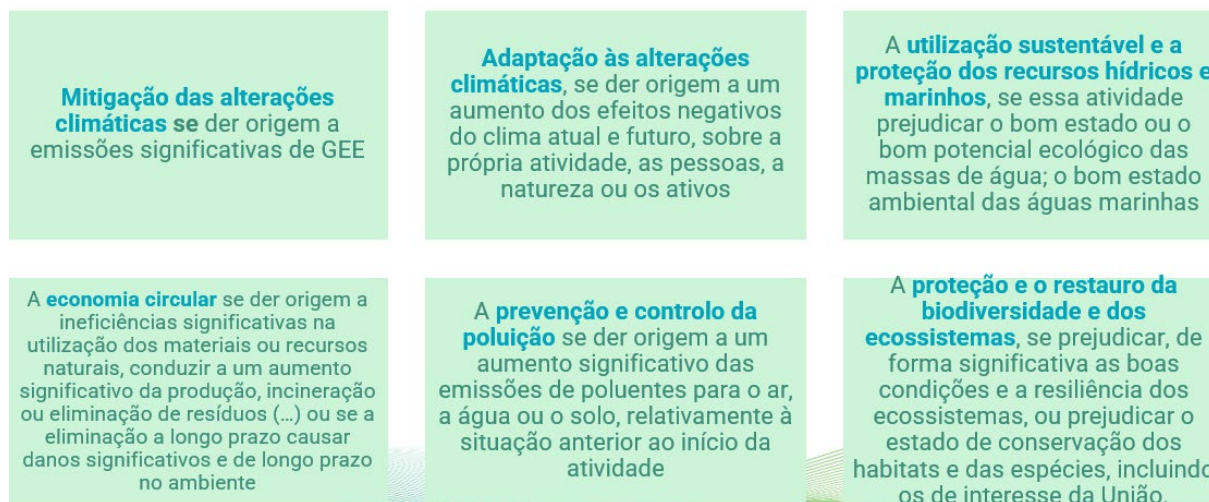 Mitigação das alterações
climáticas se der origem a
emissões significativas de GEE
Adaptação às alterações
climáticas, se der origem a um
aumento dos efeitos negativos
do clima atual e futuro, sobre a
própria atividade, as pessoas, a
natureza ou os ativos
A utilização sustentável e a
proteção dos recursos hídricos e
marinhos, se essa atividade
prejudicar o bom estado ou o
bom potencial ecológico das
massas de água; o bom estado
ambiental das águas marinhas
A economia circular se der origem a
ineficiências significativas na
utilização dos materiais ou recursos
naturais, conduzir a um aumento
significativo da produção, incineração
ou eliminação de resíduos (...) ou se a
eliminação a longo prazo causar
danos significativos e de longo prazo
no ambiente
A prevenção e controlo da
poluição se der origem a um
aumento significativo das
emissões de poluentes para o ar,
a água ou o solo, relativamente à
situação anterior ao início da
atividade
A proteção e o restauro da
biodiversidade e dos
ecossistemas, se prejudicar, de
forma significativa as boas
condições e a resiliência dos
ecossistemas, ou prejudicar o
estado de conservação dos
habitats e das espécies, incluindo
os de interesse da União.